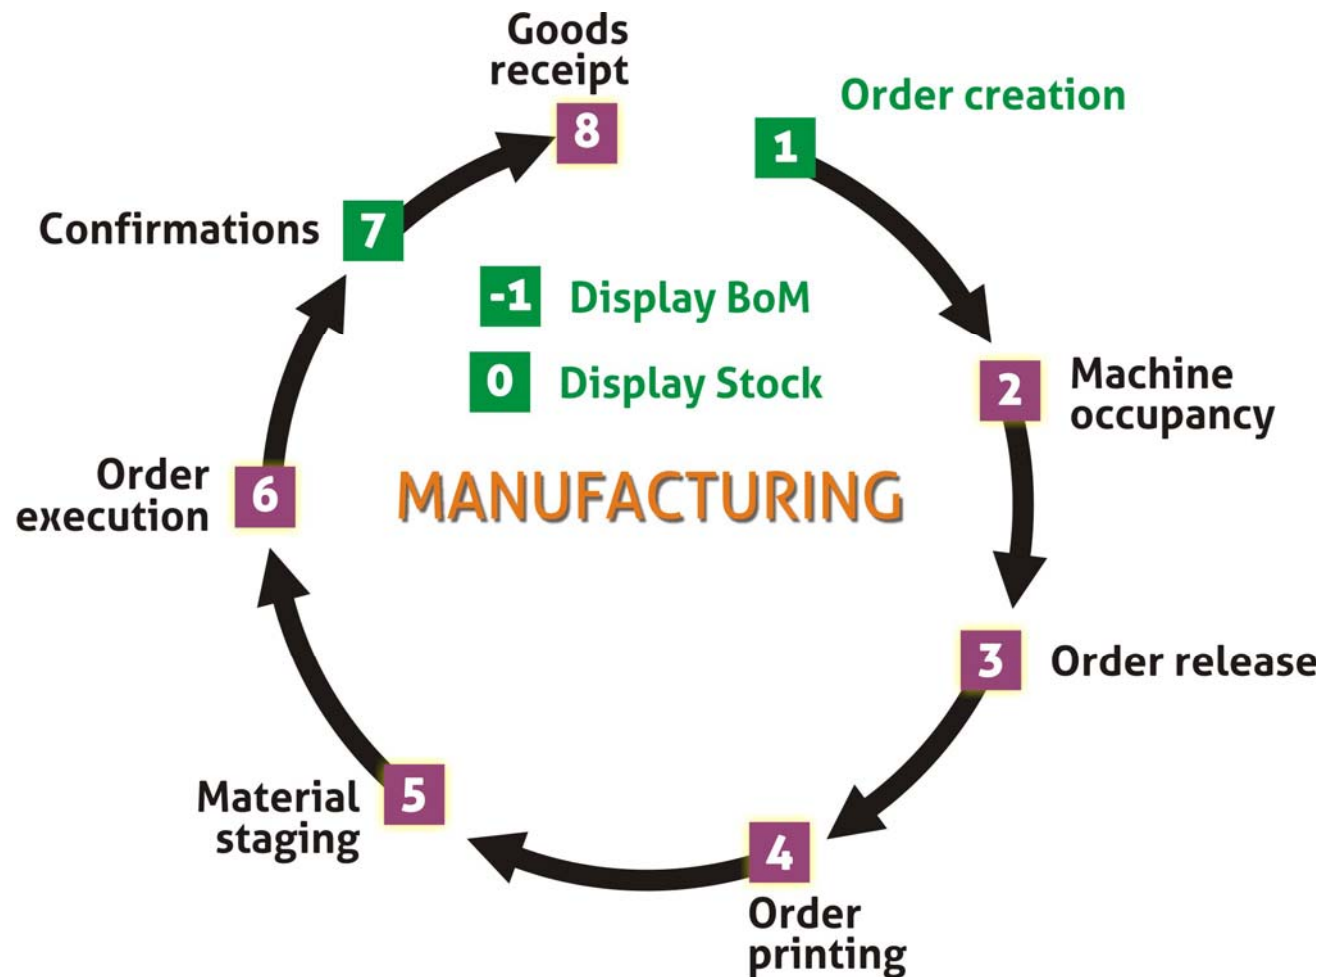 Goods
receipt
8
Order creation
1
Confirmations
7
-1 Display BoM
0 Display Stock
Machine
occupancy
2
Order
execution
6
MANUFACTURING
3
Order release
Material
staging
5
4
Order
printing